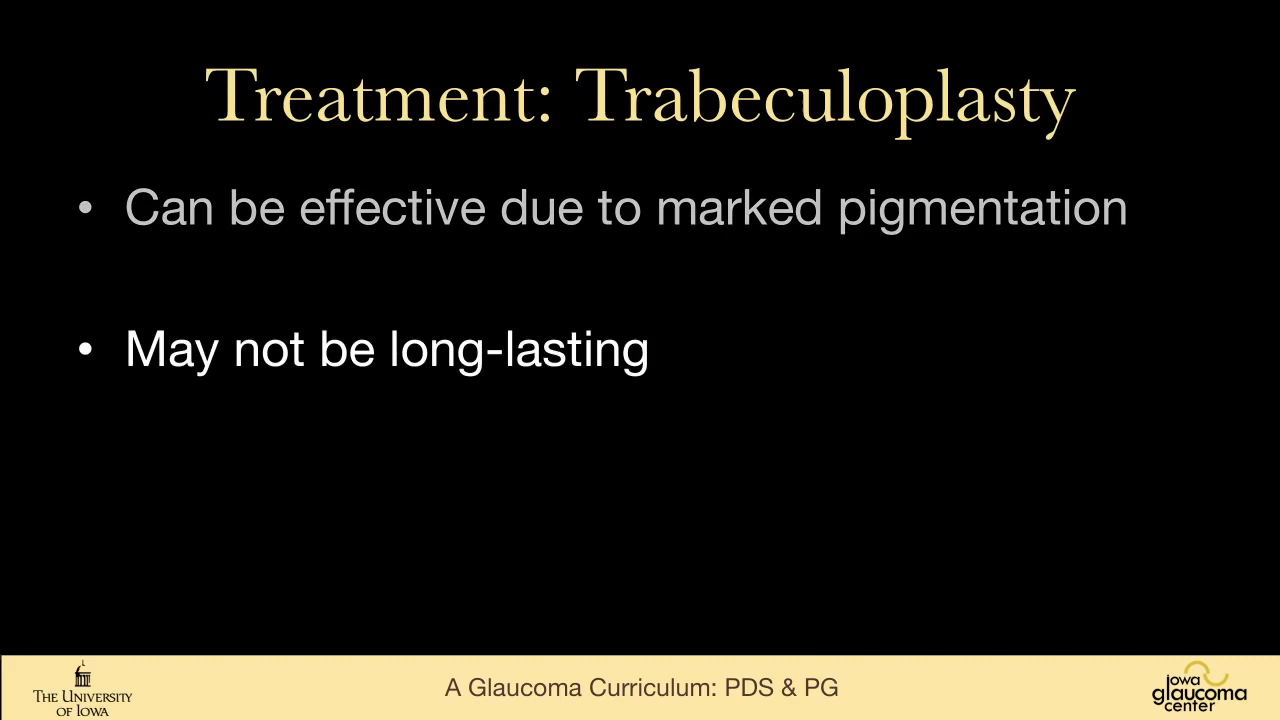 Treatment: Trabeculoplasty
• Can be effective due to marked pigmentation
• May not be long-lasting
THE UNIVERSITY
OF IOWA
A Glaucoma Curriculum: PDS & PG
Iowa
glaucoma
center